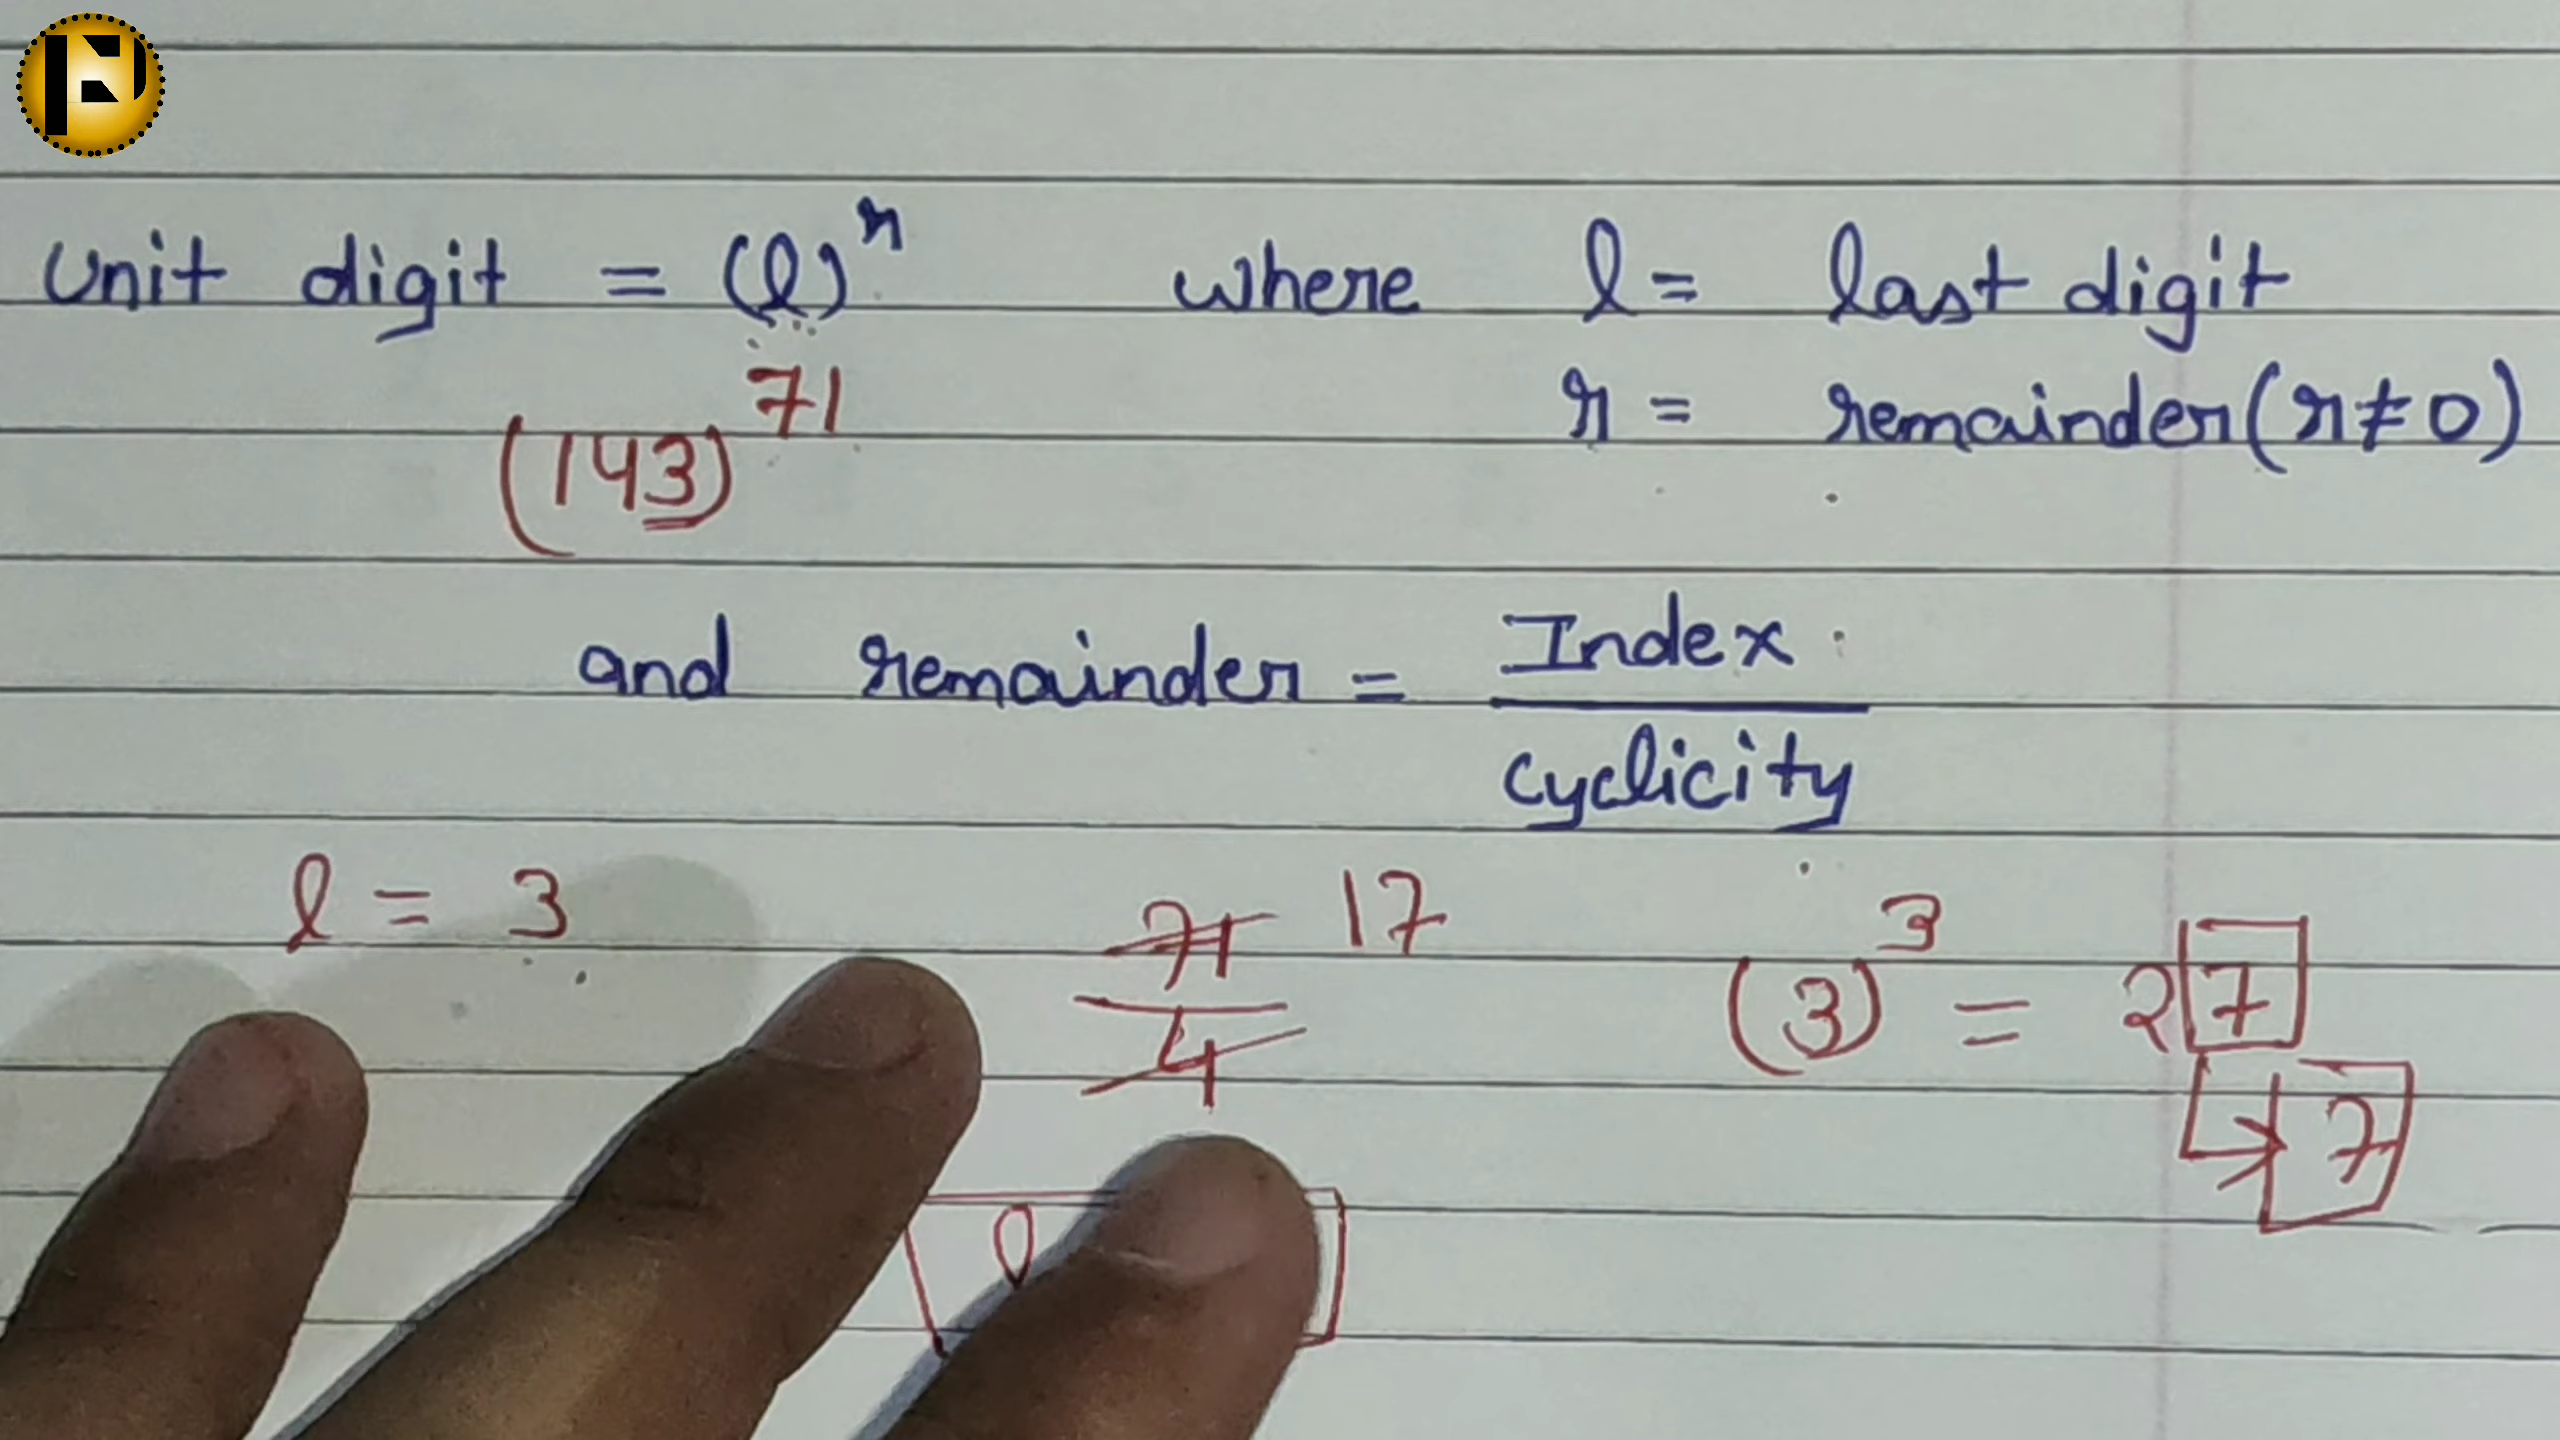 Unit digit = (l)^r where l = last digit
(143)^71 r = remainder (r ≠ 0)
and remainder = Index
cyclicity
l = 3 71 17 (3)^3 = 27
4
7